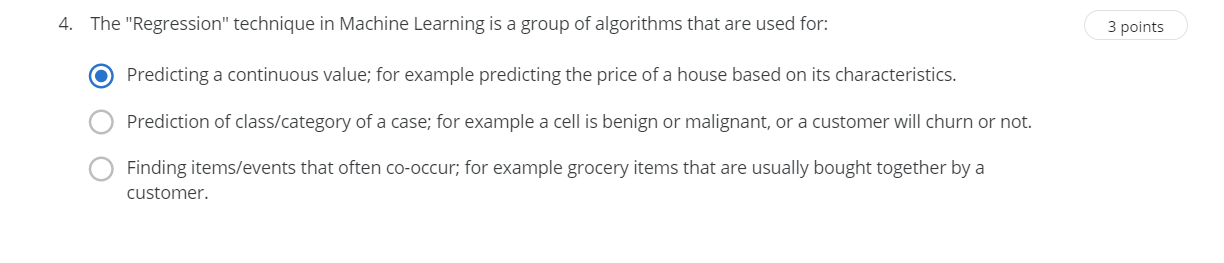 4. The "Regression" technique in Machine Learning is a group of algorithms that are used for:
3 points
Predicting a continuous value; for example predicting the price of a house based on its characteristics.
Prediction of class/category of a case; for example a cell is benign or malignant, or a customer will churn or not.
Finding items/events that often co-occur; for example grocery items that are usually bought together by a
customer.